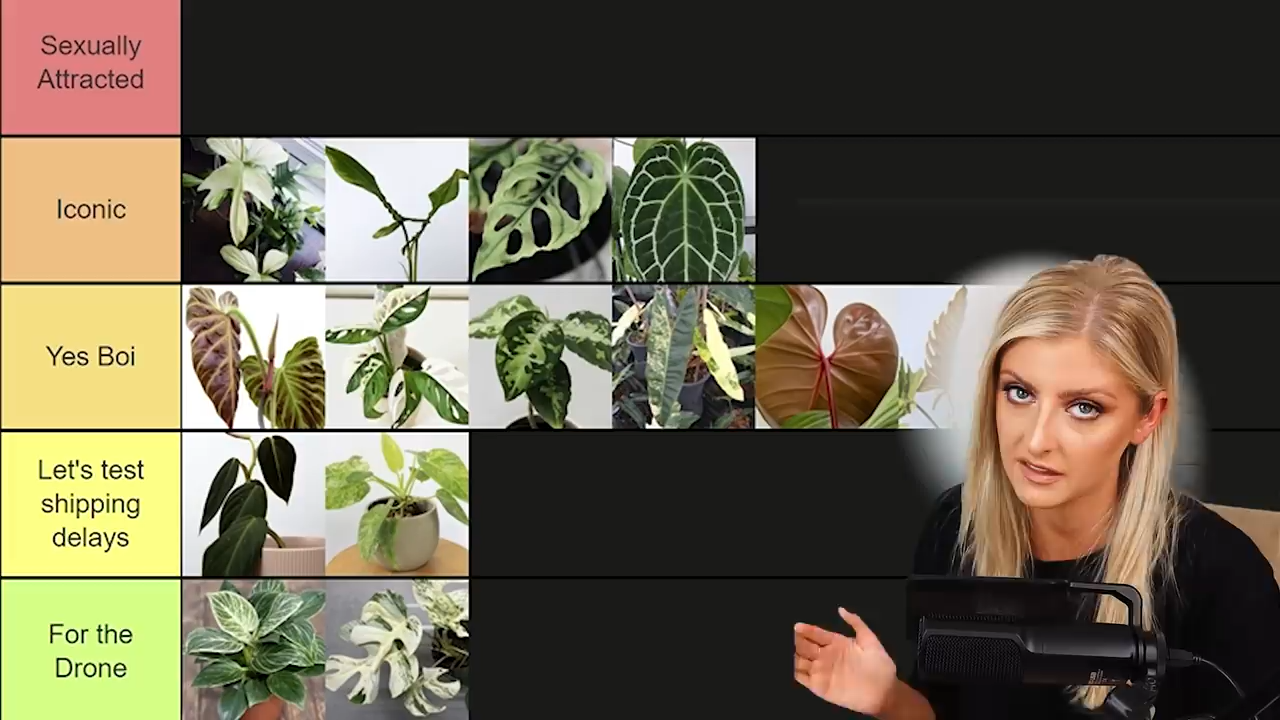 Sexually
Attracted
Iconic
Yes Boi
Let's test
shipping
delays
For the
Drone